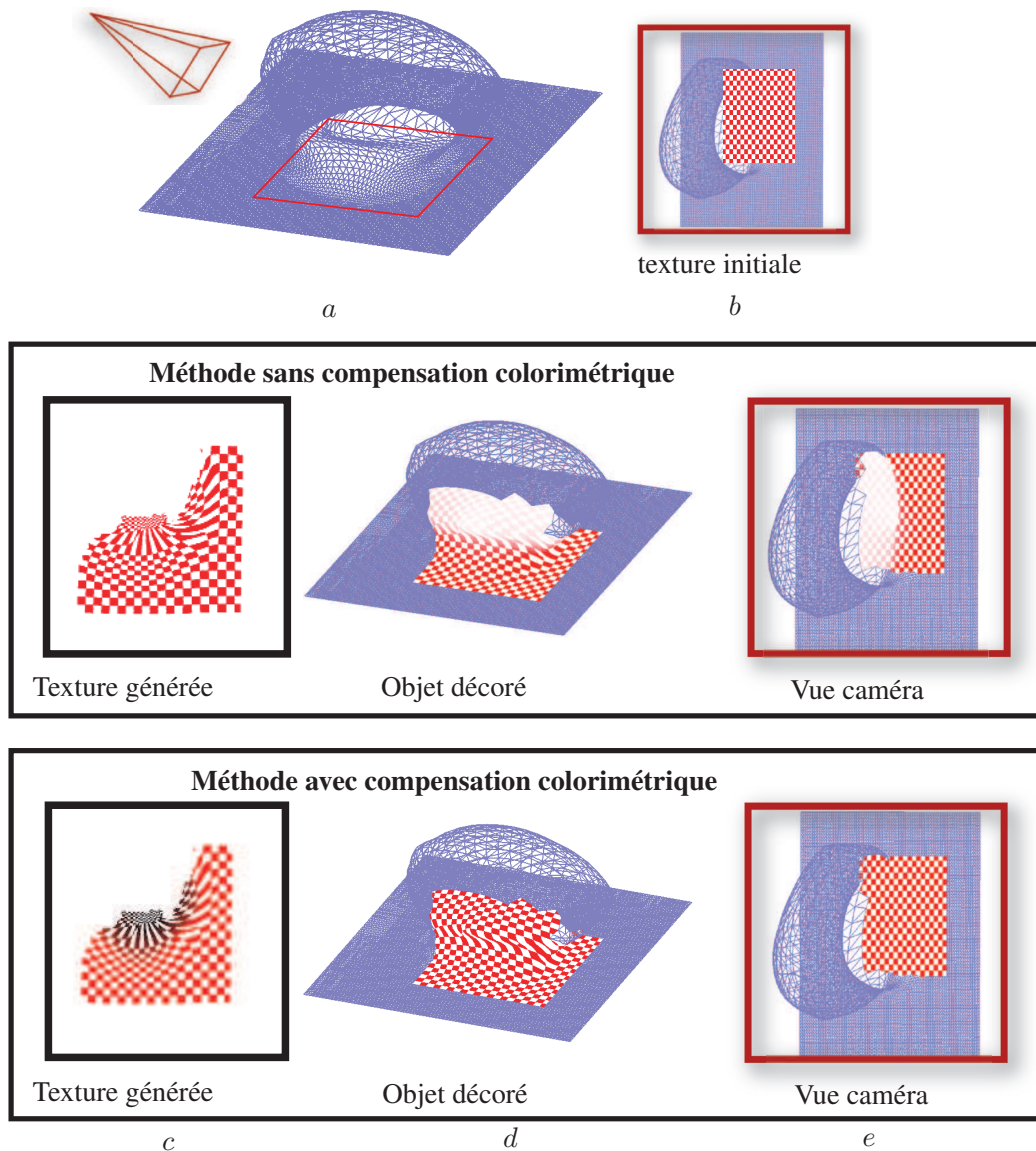 texture initiale
a
b
Méthode sans compensation colorimétrique
Texture générée
Objet décoré
Vue caméra
Méthode avec compensation colorimétrique
Texture générée
Objet décoré
Vue caméra
c
d
e